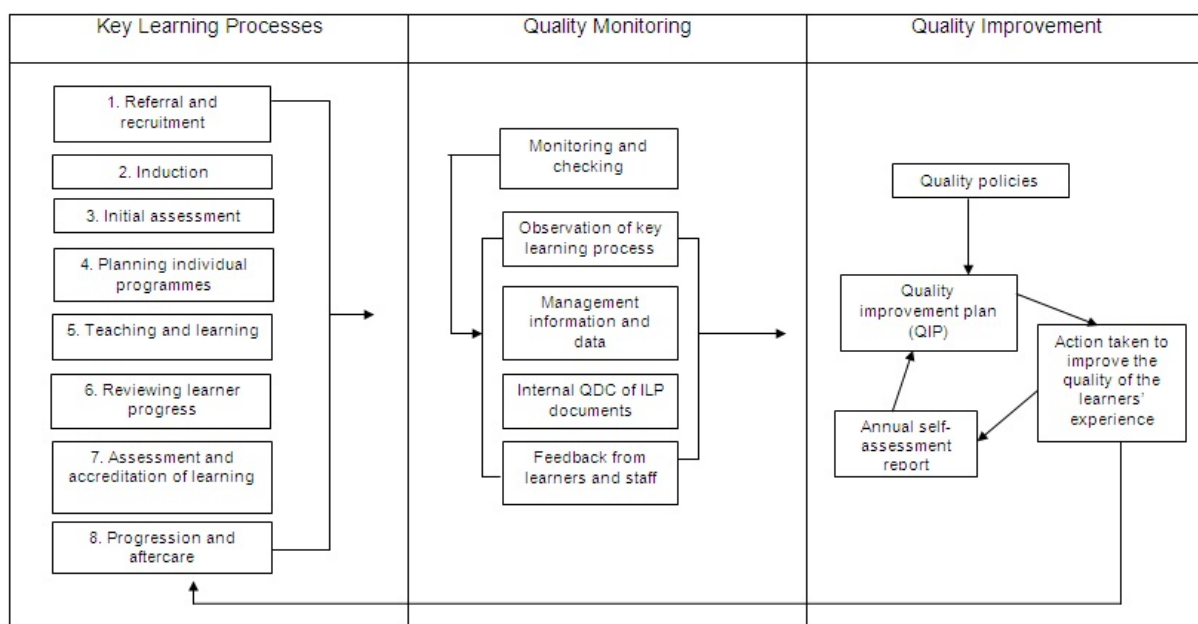 Key Learning Processes
Quality Monitoring
Quality Improvement
1. Referral and
recruitment
2. Induction
3. Initial assessment
4. Planning individual
programmes
5. Teaching and learning
6. Reviewing learner
progress
7. Assessment and
accreditation of learning
8. Progression and
aftercare
Monitoring and
checking
Observation of key
learning process
Management
information and
data
Internal QDC of ILP
documents
Feedback from
learners and staff
Quality policies
Quality
improvement plan
(QIP)
Action taken to
improve the
quality of the
learners’
experience
Annual self-
assessment
report